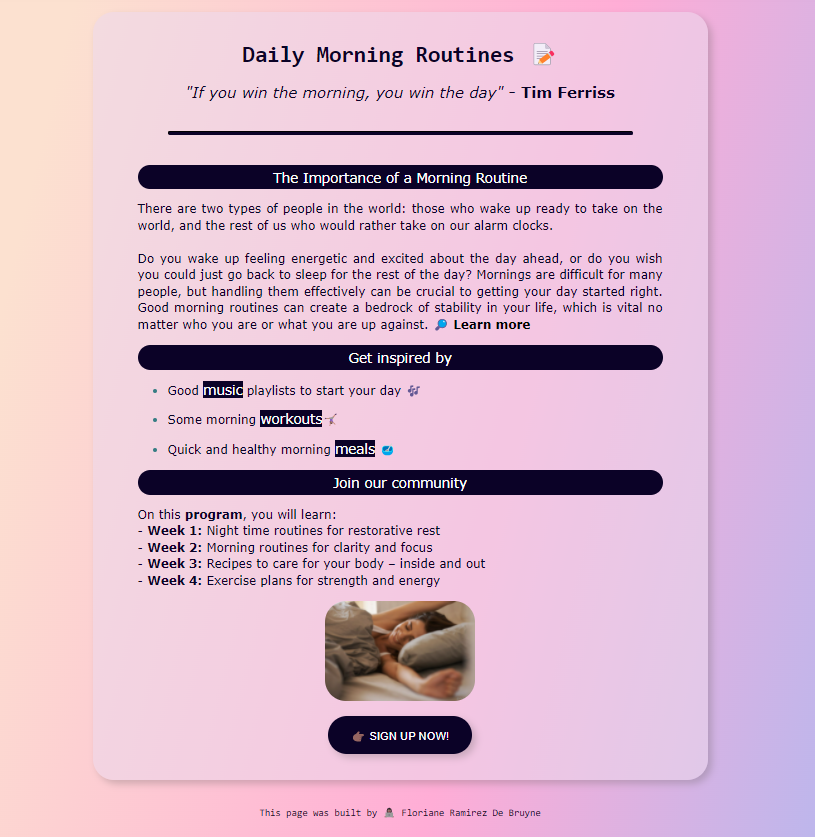 Daily Morning Routines 📝
"If you win the morning, you win the day" - Tim Ferriss
The Importance of a Morning Routine
There are two types of people in the world: those who wake up ready to take on the
world, and the rest of us who would rather take on our alarm clocks.
Do you wake up feeling energetic and excited about the day ahead, or do you wish
you could just go back to sleep for the rest of the day? Mornings are difficult for many
people, but handling them effectively can be crucial to getting your day started right.
Good morning routines can create a bedrock of stability in your life, which is vital no
matter who you are or what you are up against. 🔎 Learn more
Get inspired by
• Good music playlists to start your day 🎶
• Some morning workouts
• Quick and healthy morning meals
Join our community
On this program, you will learn:
- Week 1: Night time routines for restorative rest
- Week 2: Morning routines for clarity and focus
- Week 3: Recipes to care for your body – inside and out
- Week 4: Exercise plans for strength and energy
👉🏾 SIGN UP NOW!
This page was built by Floriane Ramirez De Bruyne